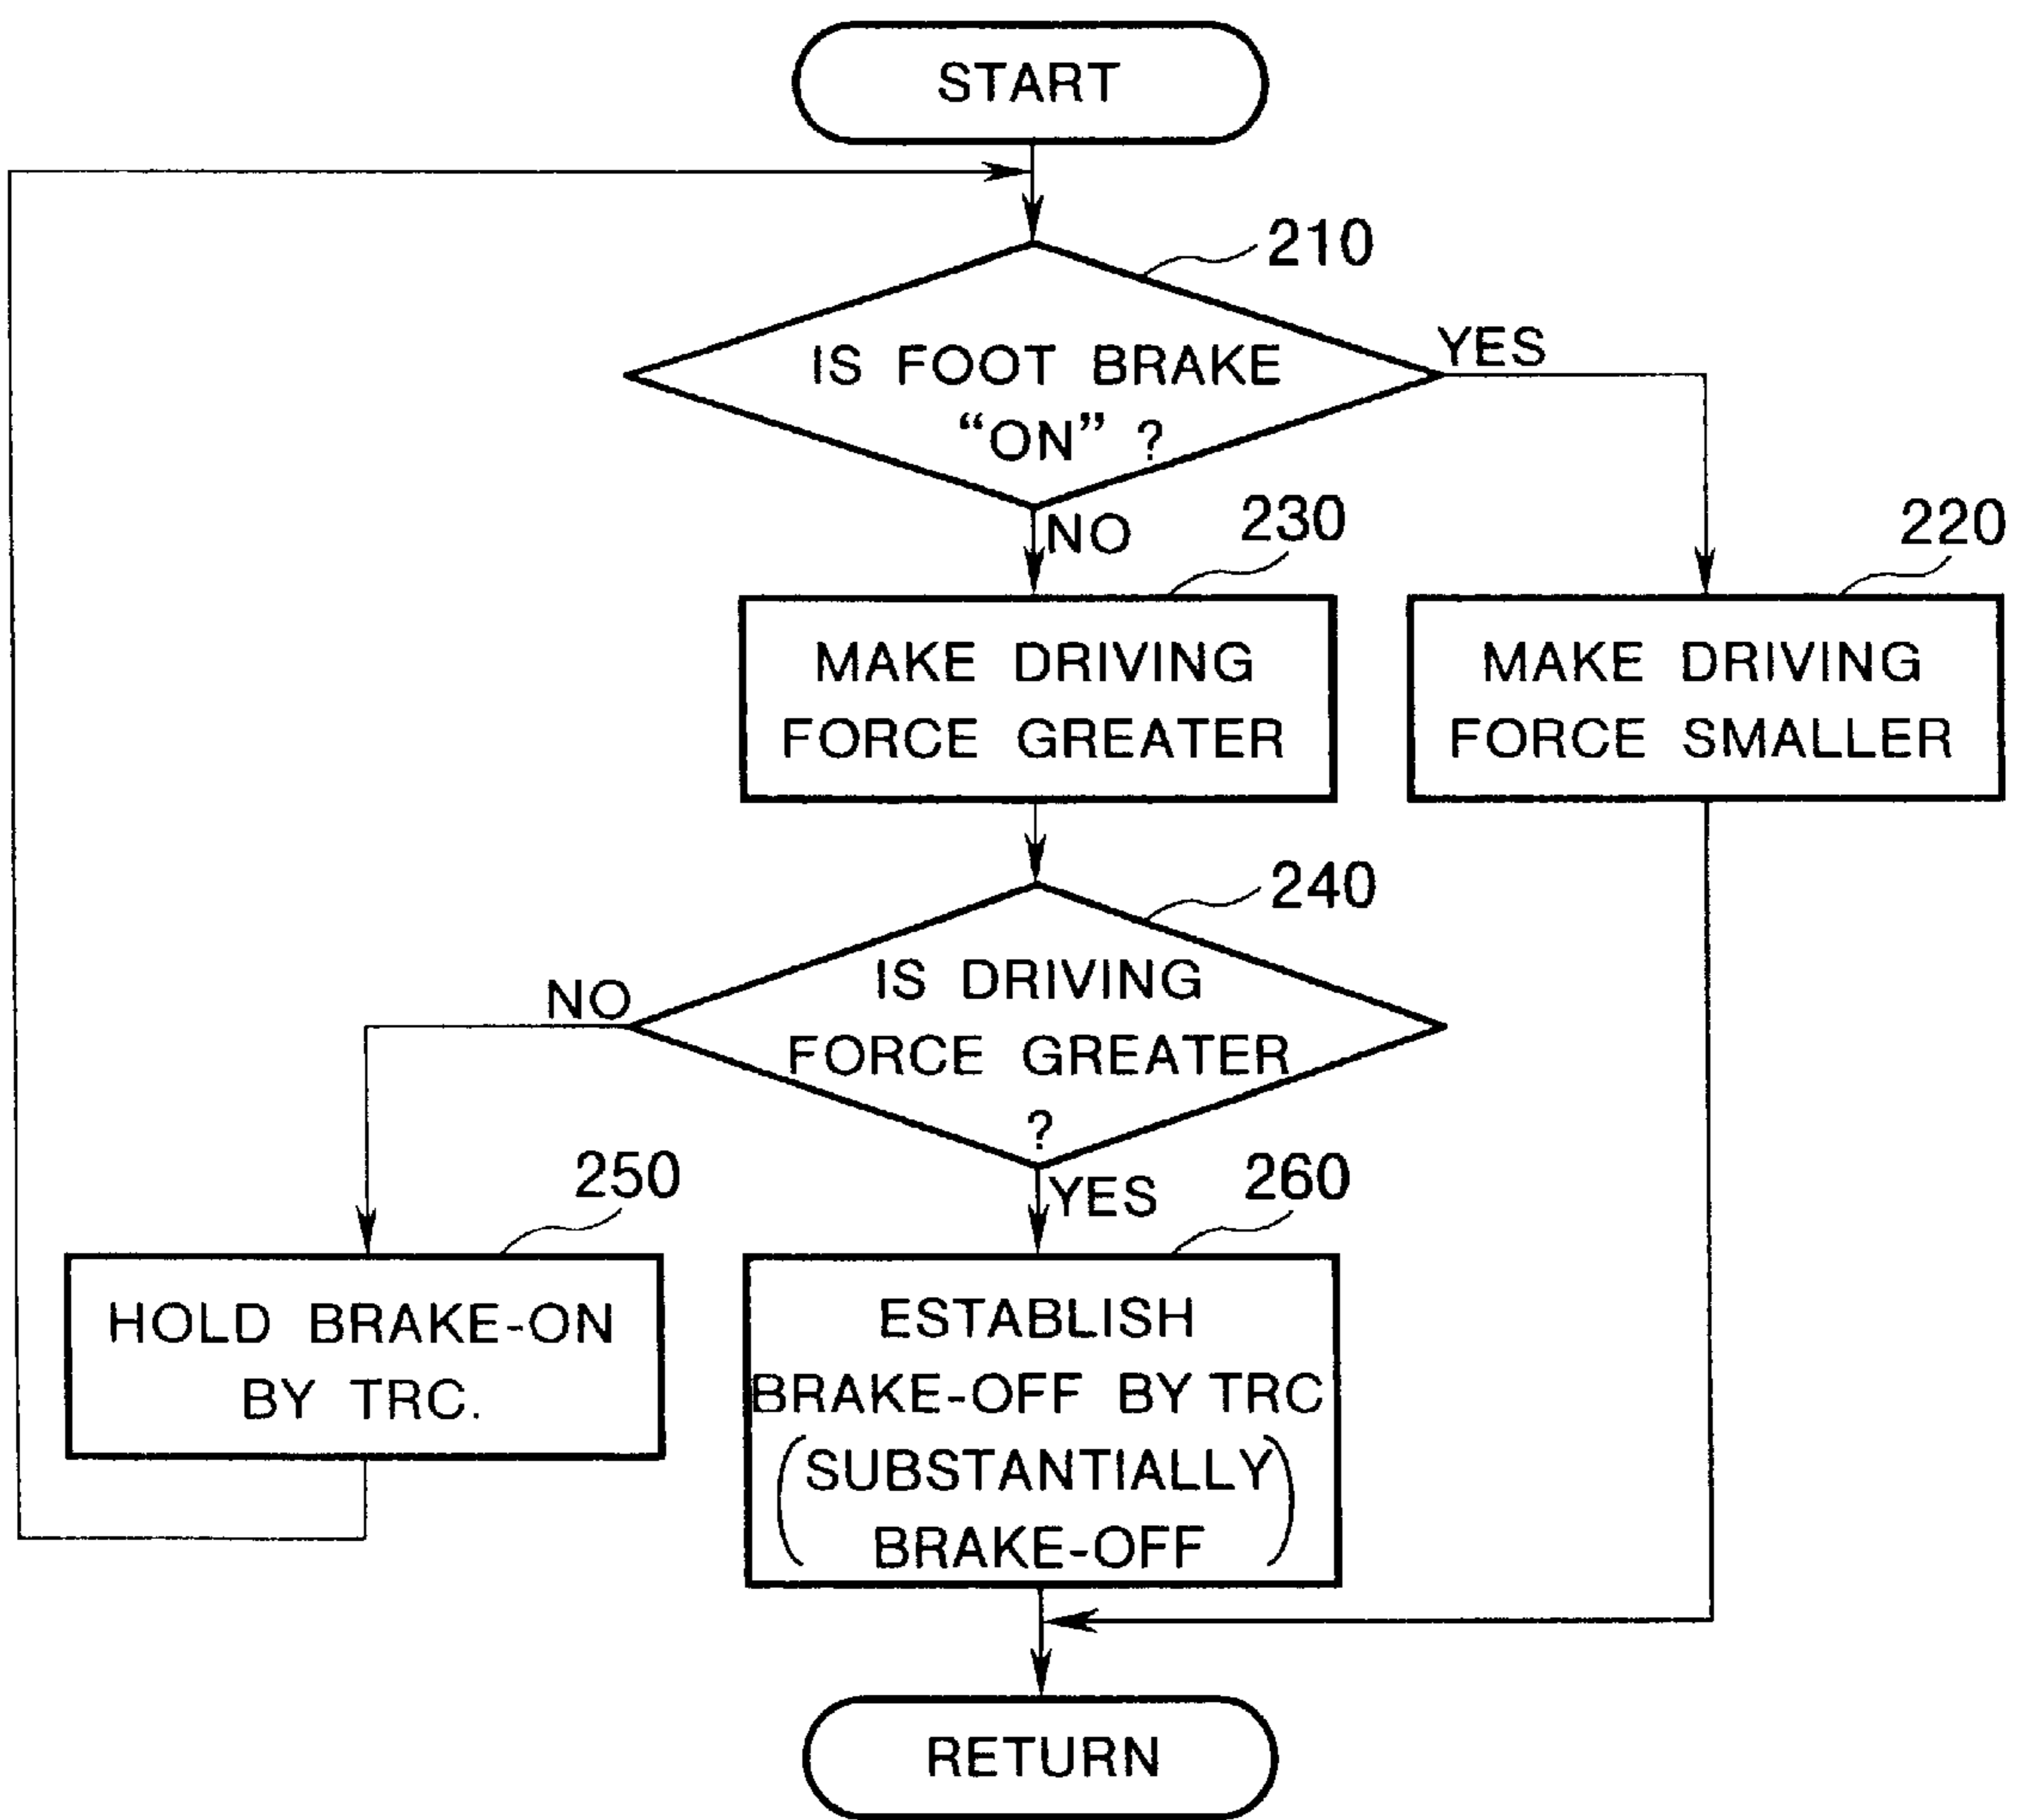 START
210
IS FOOT BRAKE
“ON” ?
YES
NO
230
220
MAKE DRIVING
FORCE GREATER
MAKE DRIVING
FORCE SMALLER
240
IS DRIVING
FORCE GREATER
?
NO
YES
250
260
HOLD BRAKE-ON
BY TRC.
ESTABLISH
BRAKE-OFF BY TRC
(SUBSTANTIALLY
BRAKE-OFF)
RETURN